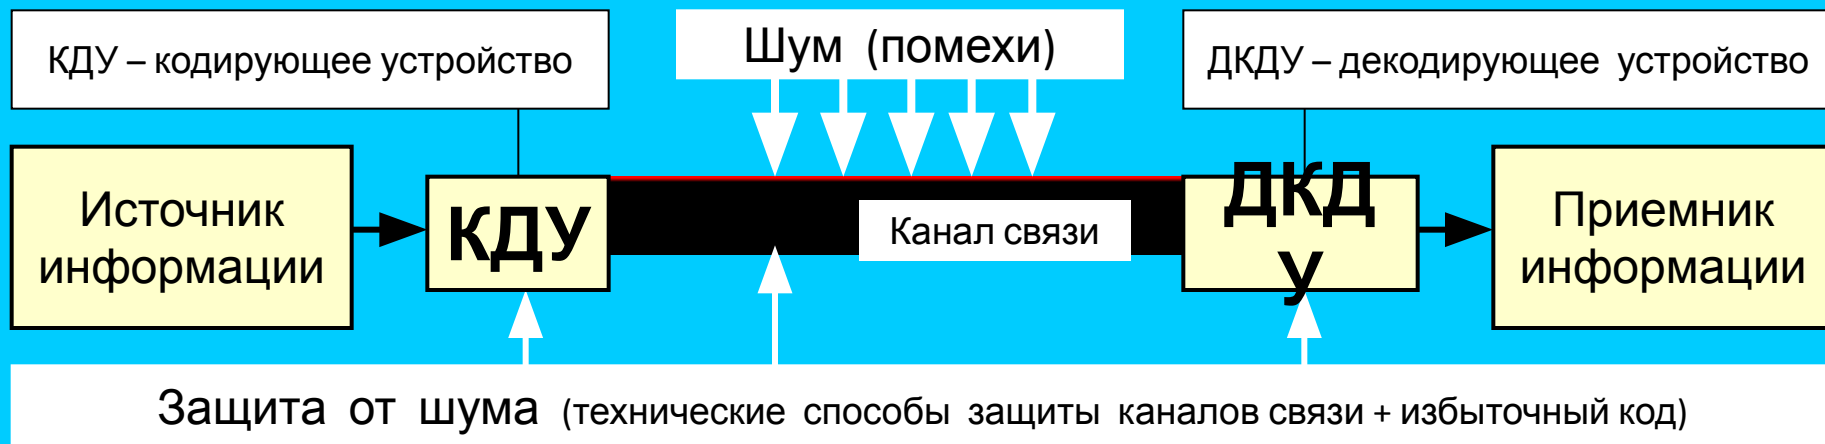 КДУ – кодирующее устройство
Шум (помехи)
ДКДУ – декодирующее устройство
Источник
информации
КДУ
Канал связи
ДКД
У
Приемник
информации
Защита от шума (технические способы защиты каналов связи + избыточный код)